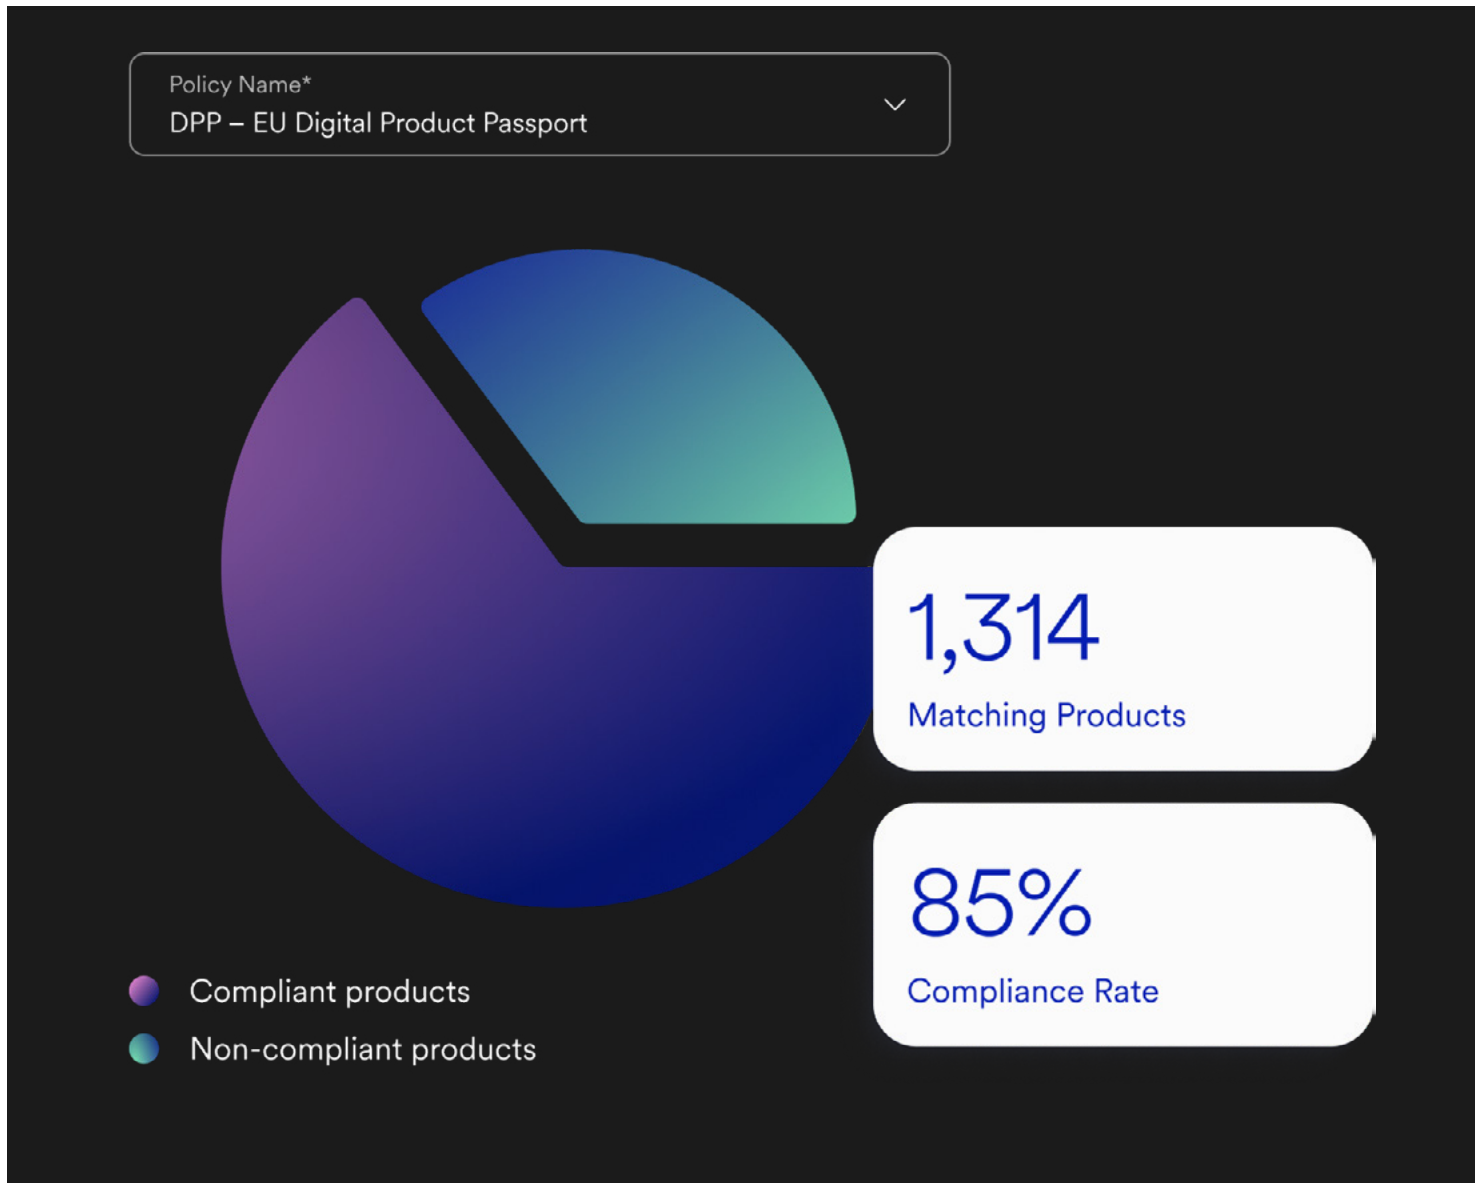 Policy Name*
DPP – EU Digital Product Passport
1,314
Matching Products
85%
Compliance Rate
Compliant products
Non-compliant products